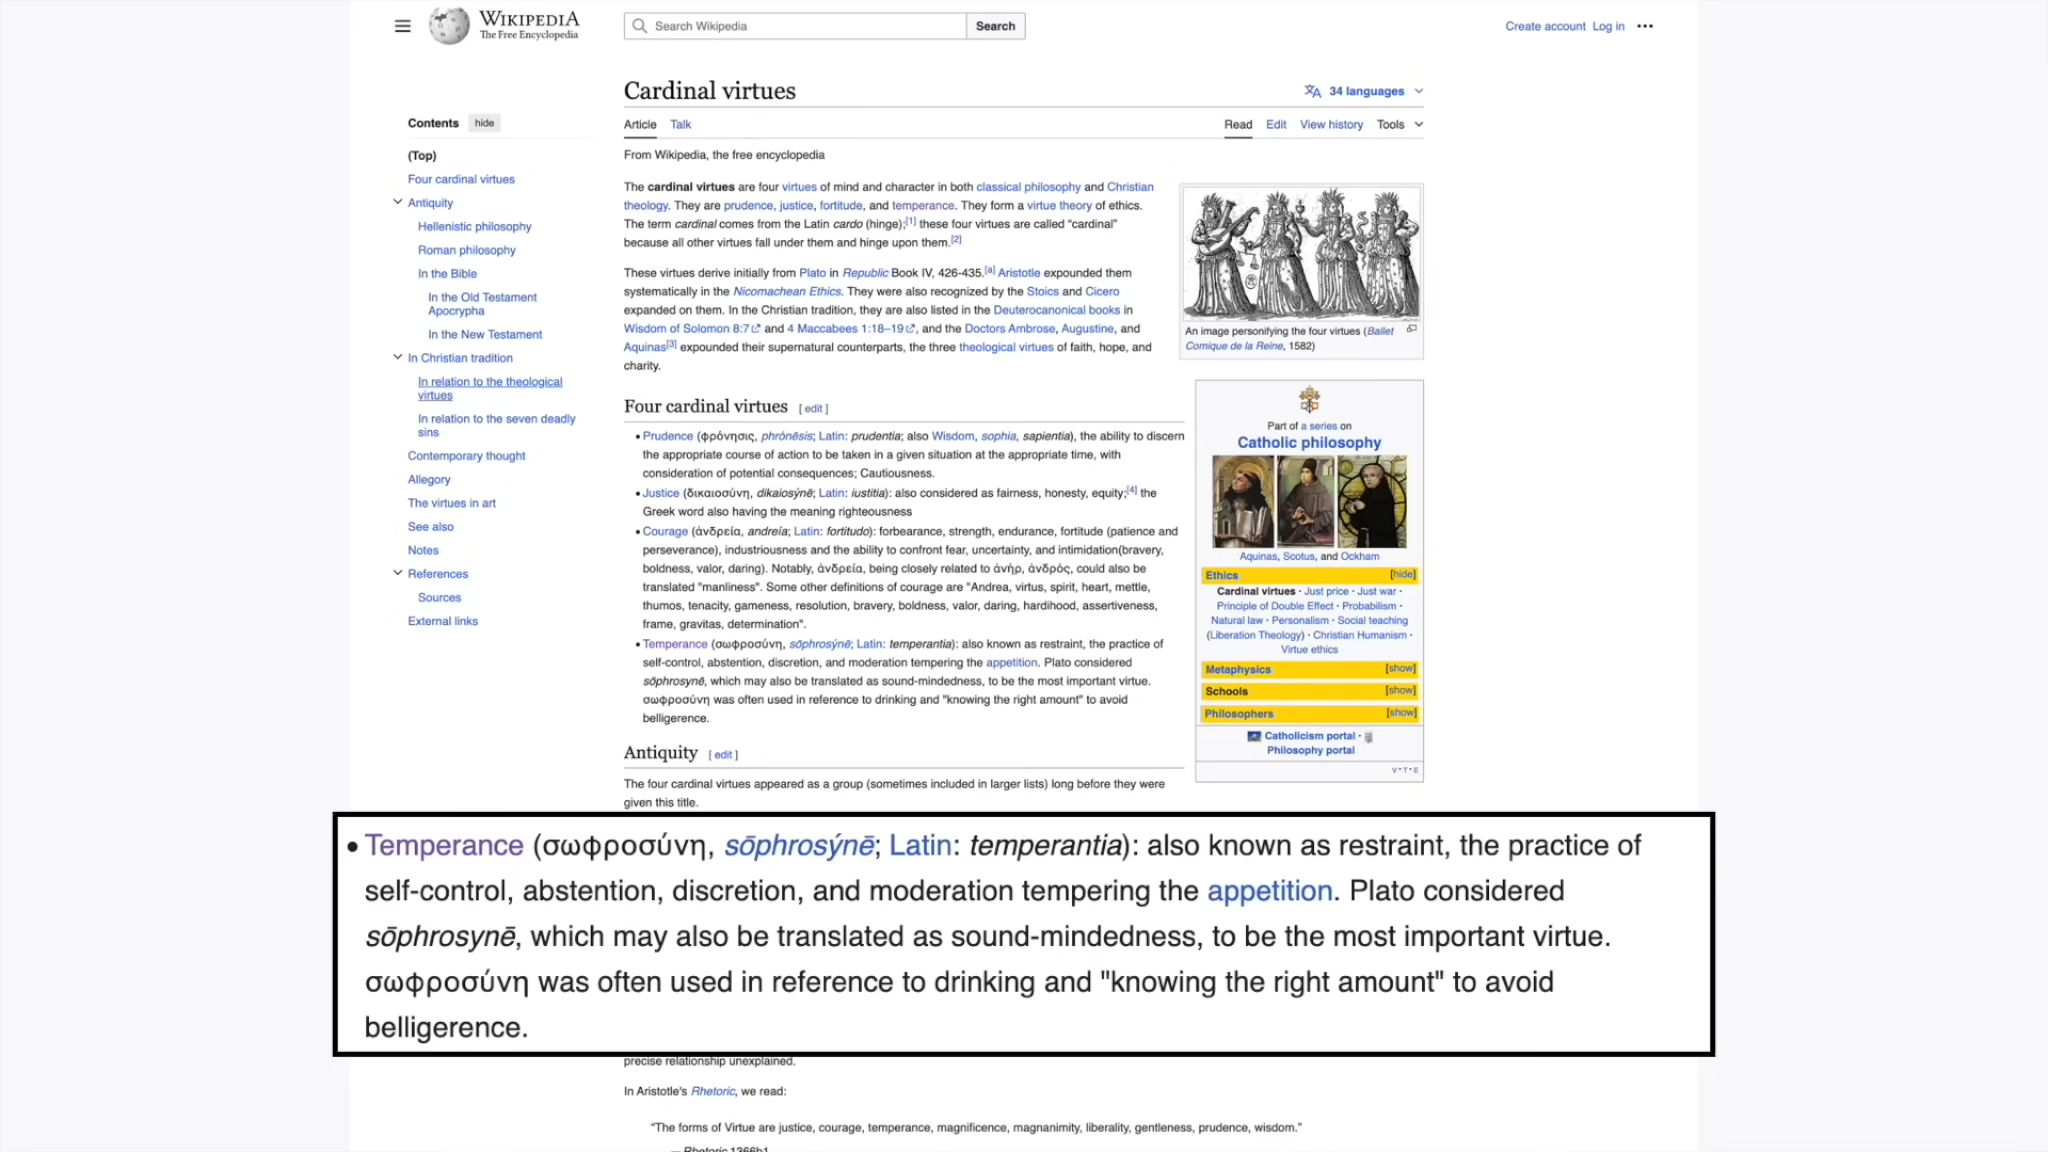 WIKIPEDIA
The Free Encyclopedia
Search Wikipedia
Search
Create account Log in
Cardinal virtues
34 languages
Contents hide
Article Talk
Read Edit View history Tools
(Top)
Four cardinal virtues
Antiquity
Hellenistic philosophy
Roman philosophy
In the Bible
In the Old Testament
Apocrypha
In the New Testament
In Christian tradition
In relation to the theological
virtues
In relation to the seven deadly
sins
Contemporary thought
Allegory
The virtues in art
See also
Notes
References
Sources
External links
From Wikipedia, the free encyclopedia
The cardinal virtues are four virtues of mind and character in both classical philosophy and Christian
theology. They are prudence, justice, fortitude, and temperance. They form a virtue theory of ethics.
The term cardinal comes from the Latin cardo (hinge);[1] these four virtues are called “cardinal”
because all other virtues fall under them and hinge upon them.[2]
These virtues derive initially from Plato in Republic Book IV, 426-435.[a] Aristotle expounded them
systematically in the Nicomachean Ethics. They were also recognized by the Stoics and Cicero
expanded on them. In the Christian tradition, they are also listed in the Deuterocanonical books in
Wisdom of Solomon 8:7 and 4 Maccabees 1:18–19, and the Doctors Ambrose, Augustine, and
Aquinas[3] expounded their supernatural counterparts, the three theological virtues of faith, hope, and
charity.
An image personifying the four virtues (Ballet
Comique de la Reine, 1582)
Four cardinal virtues [ edit ]
• Prudence (φρόνησις, phrónēsis; Latin: prudentia; also Wisdom, sophia, sapientia), the ability to discern
the appropriate course of action to be taken in a given situation at the appropriate time, with
consideration of potential consequences; Cautiousness.
• Justice (δικαιοσύνη, dikaiosýnē; Latin: iustitia): also considered as fairness, honesty, equity;[4] the
Greek word also having the meaning righteousness
• Courage (ἀνδρεία, andreía; Latin: fortitudo): forbearance, strength, endurance, fortitude (patience and
perseverance), industriousness and the ability to confront fear, uncertainty, and intimidation(bravery,
boldness, valor, daring). Notably, ἀνδρεία, being closely related to ἀνήρ, ἀνδρός, could also be
translated "manliness". Some other definitions of courage are "Andrea, virtus, spirit, heart, mettle,
thumos, tenacity, gameness, resolution, bravery, boldness, valor, daring, hardihood, assertiveness,
frame, gravitas, determination".
• Temperance (σωφροσύνη, sōphrosýnē; Latin: temperantia): also known as restraint, the practice of
self-control, abstention, discretion, and moderation tempering the appetition. Plato considered
sōphrosynē, which may also be translated as sound-mindedness, to be the most important virtue.
σωφροσύνη was often used in reference to drinking and "knowing the right amount" to avoid
belligerence.
Part of a series on
Catholic philosophy
Aquinas, Scotus, and Ockham
Ethics [hide]
Cardinal virtues · Just price · Just war ·
Principle of Double Effect · Probabilism ·
Natural law · Personalism · Social teaching
(Liberation Theology) · Christian Humanism ·
Virtue ethics
Metaphysics [show]
Schools [show]
Philosophers [show]
Catholicism portal ·
Philosophy portal
V · T · E
Antiquity [ edit ]
The four cardinal virtues appeared as a group (sometimes included in larger lists) long before they were
given this title.
• Temperance (σωφροσύνη, sōphrosýnē; Latin: temperantia): also known as restraint, the practice of
self-control, abstention, discretion, and moderation tempering the appetition. Plato considered
sōphrosynē, which may also be translated as sound-mindedness, to be the most important virtue.
σωφροσύνη was often used in reference to drinking and "knowing the right amount" to avoid
belligerence.
precise relationship unexplained.
In Aristotle's Rhetoric, we read:
“The forms of Virtue are justice, courage, temperance, magnificence, magnanimity, liberality, gentleness, prudence, wisdom.”
— Rhetoric 1366b1